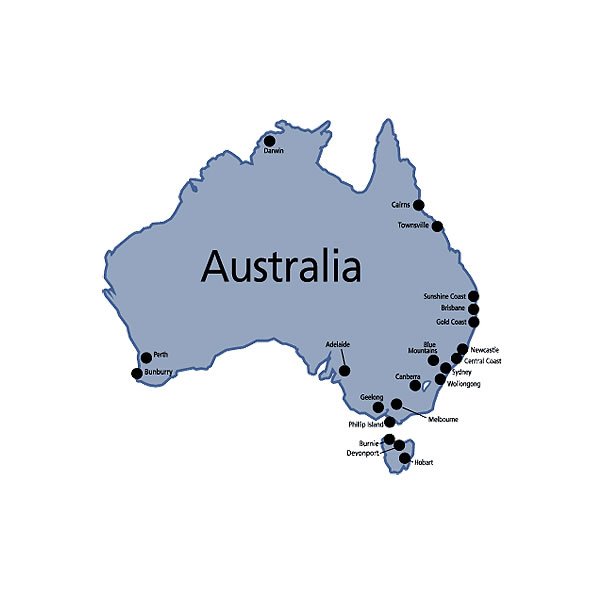 Darwin
Cairns
Townsville
Australia
Sunshine Coast
Brisbane
Gold Coast
Adelaide
Blue
Mountains
Newcastle
Central Coast
Perth
Bunburry
Sydney
Canberra
Wollongong
Geelong
Melbourne
Phillip Island
Burnie
Devonport
Hobart